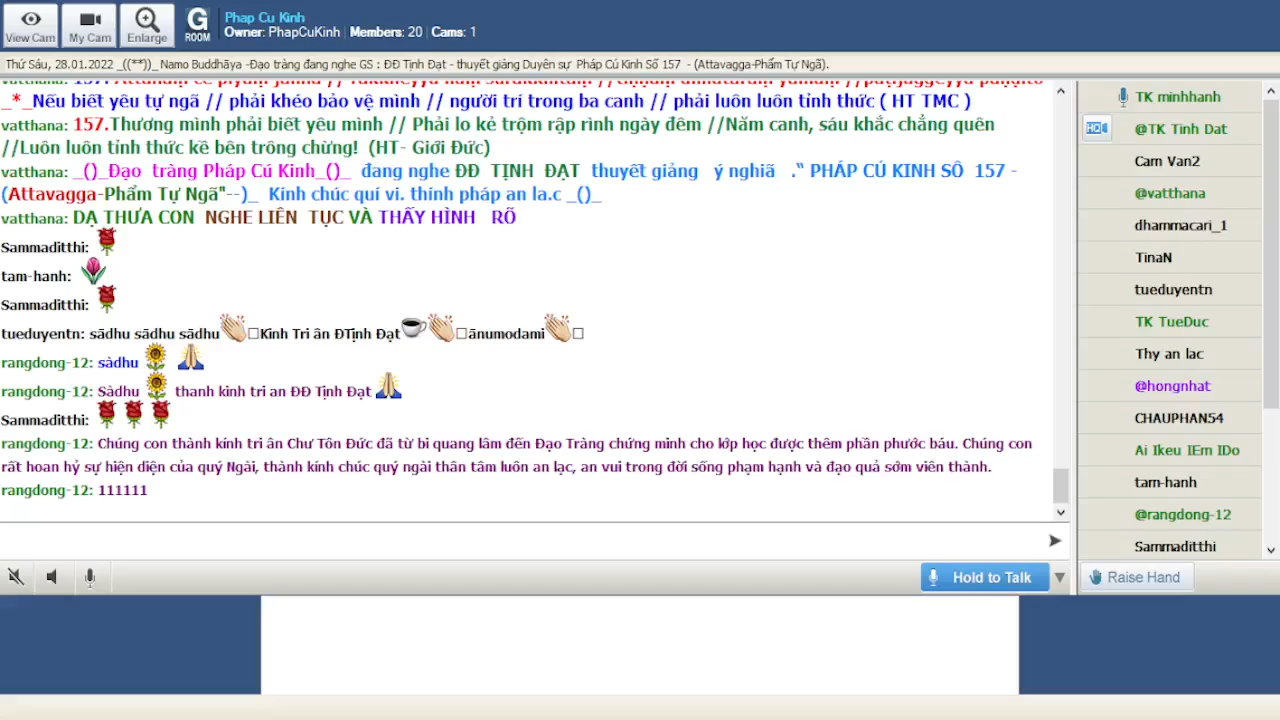 View Cam
My Cam
Enlarge
G
ROOM
Phap Cu Kinh
Owner: PhapCuKinh | Members: 20 | Cams: 1
Thứ Sáu, 28.01.2022 _((**))_ Namo Buddhāya -Đạo tràng đang nghe GS : ĐĐ Tịnh Đạt - thuyết giảng Duyên sự Pháp Cú Kinh Số 157 - (Attavagga-Phẩm Tự Ngã).
_*_Nếu biết yêu tự ngã // phải khéo bảo vệ mình // người trí trong ba canh // phải luôn luôn tỉnh thức ( HT TMC )
vatthana: 157.Thương mình phải biết yêu mình // Phải lo kẻ trộm rập rình ngày đêm //Năm canh, sáu khắc chẳng quên
//Luôn luôn tỉnh thức kề bên trông chừng! (HT- Giới Đức)
vatthana: _()_Đạo tràng Pháp Cú Kinh_()_ đang nghe ĐĐ TỊNH ĐẠT thuyết giảng ý nghiã ." PHÁP CÚ KINH SỐ 157 -
(Attavagga-Phẩm Tự Ngã"--)_ Kính chúc quí vi. thính pháp an la.c _()_
vatthana: DẠ THƯA CON NGHE LIÊN TỤC VÀ THẤY HÌNH RÕ
Sammaditthi:
tam-hanh:
Sammaditthi:
tueduyentn: sādhu sādhu sādhu Kính Tri ân ĐTịnh Đạt ānumodami
rangdong-12: sàdhu
rangdong-12: Sàdhu thanh kinh tri an ĐĐ Tịnh Đạt
Sammaditthi:
rangdong-12: Chúng con thành kính tri ân Chư Tôn Đức đã từ bi quang lâm đến Đạo Tràng chứng minh cho lớp học được thêm phần phước báu. Chúng con
rất hoan hỷ sự hiện diện của quý Ngài, thành kính chúc quý ngài thân tâm luôn an lạc, an vui trong đời sống phạm hạnh và đạo quả sớm viên thành.
rangdong-12: 111111
Hold to Talk
TK minhhanh
HD
@TK Tinh Dat
Cam Van2
@vatthana
dhammacari_1
TinaN
tueduyentn
TK TueDuc
Thy an lac
@hongnhat
CHAUPHAN54
Ai Ikeu IEm IDo
tam-hanh
@rangdong-12
Sammaditthi
Raise Hand